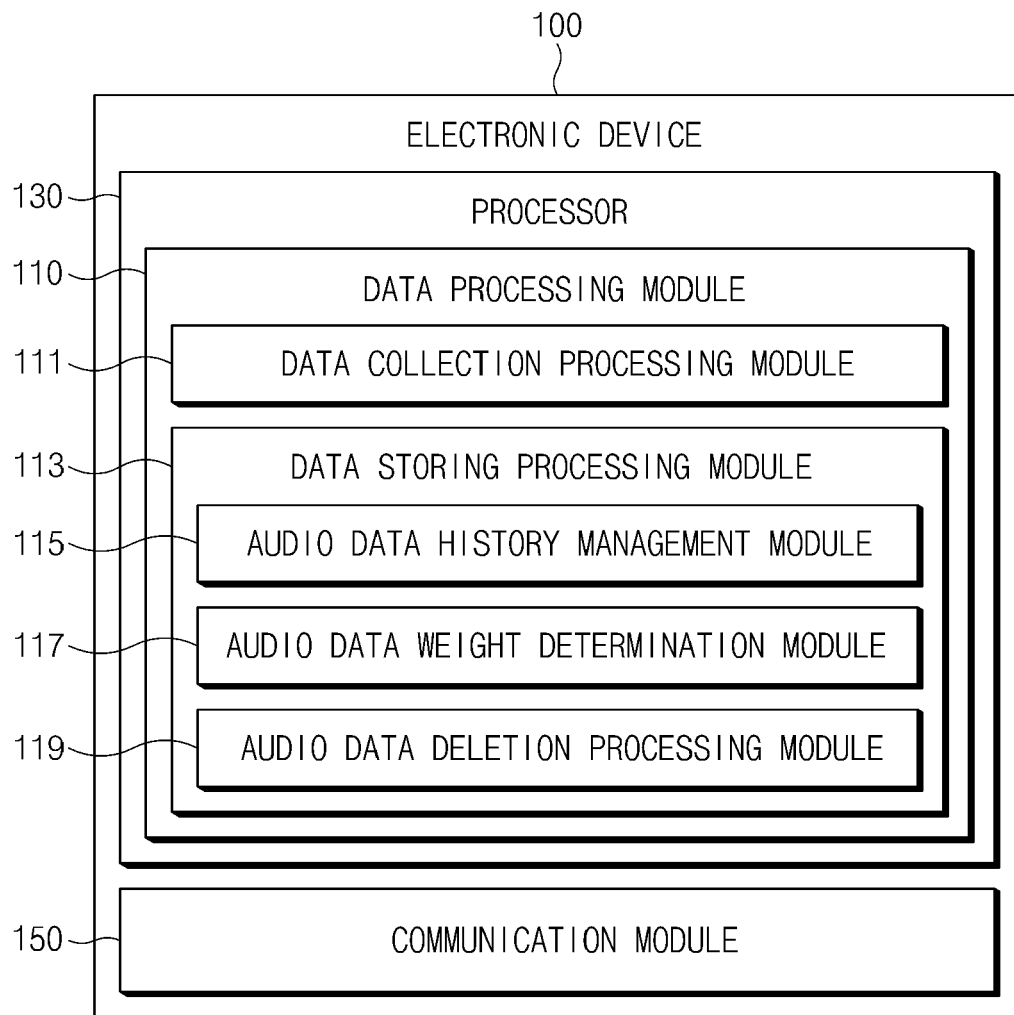 100
ELECTRONIC DEVICE
130
PROCESSOR
110
DATA PROCESSING MODULE
111
DATA COLLECTION PROCESSING MODULE
113
DATA STORING PROCESSING MODULE
115
AUDIO DATA HISTORY MANAGEMENT MODULE
117
AUDIO DATA WEIGHT DETERMINATION MODULE
119
AUDIO DATA DELETION PROCESSING MODULE
150
COMMUNICATION MODULE